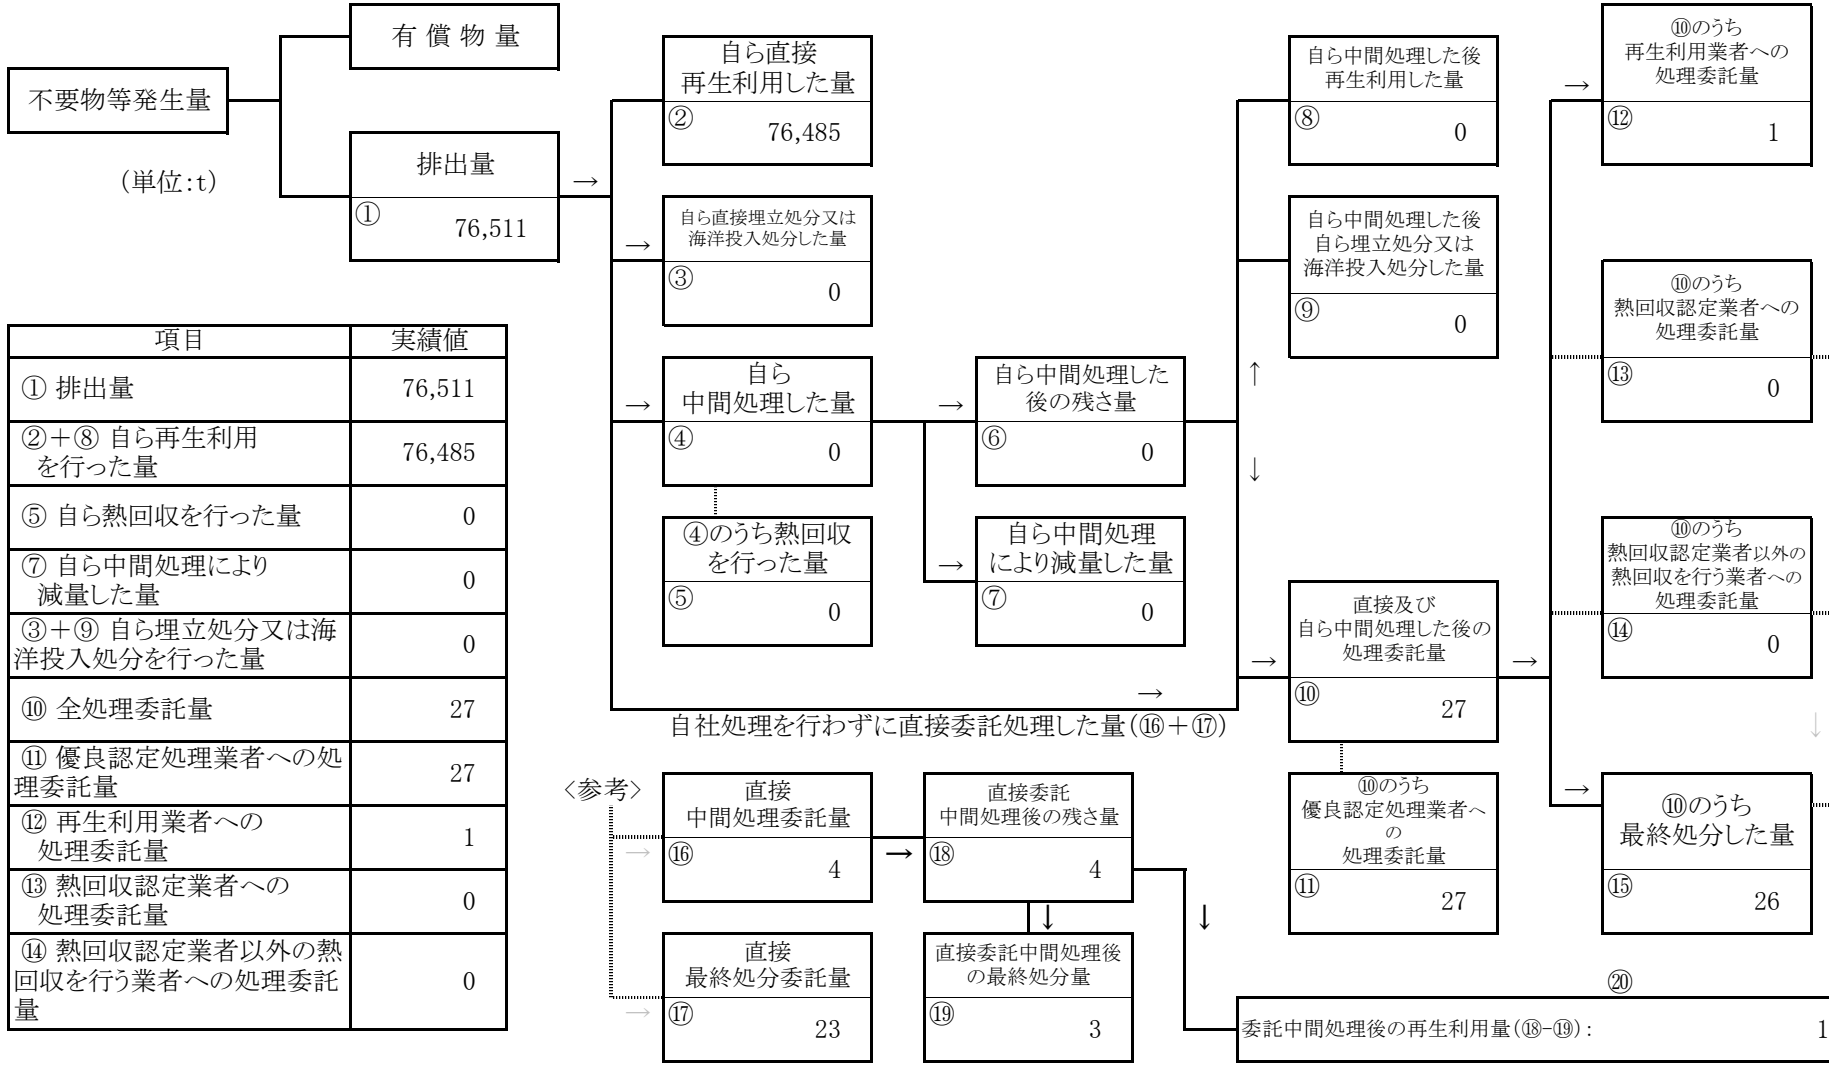 有 償 物 量
不要物等発生量
(単位:t)
排出量
①
76,511
→
自ら直接
再生利用した量
②
76,485
→
自ら直接埋立処分又は
海洋投入処分した量
③
0
→
自ら
中間処理した量
④
0
④のうち熱回収
を行った量
⑤
0
→
自ら中間処理した
後の残さ量
⑥
0
→
自ら中間処理
により減量した量
⑦
0
↑
↓
自ら中間処理した後
再生利用した量
⑧
0
自ら中間処理した後
自ら埋立処分又は
海洋投入処分した量
⑨
0
→
自社処理を行わずに直接委託処理した量(⑯+⑰)
→
直接及び
自ら中間処理した後の
処理委託量
⑩
27
→
⑩のうち
優良認定処理業者へ
の
処理委託量
⑪
27
→
⑩のうち
再生利用業者への
処理委託量
⑫
1
⑩のうち
熱回収認定業者への
処理委託量
⑬
0
⑩のうち
熱回収認定業者以外の
熱回収を行う業者への
処理委託量
⑭
0
↓
→
⑩のうち
最終処分した量
⑮
26
項目 実績値
① 排出量 76,511
②+⑧ 自ら再生利用
を行った量 76,485
⑤ 自ら熱回収を行った量 0
⑦ 自ら中間処理により
減量した量 0
③+⑨ 自ら埋立処分又は海
洋投入処分を行った量 0
⑩ 全処理委託量 27
⑪ 優良認定処理業者への処
理委託量 27
⑫ 再生利用業者への
処理委託量 1
⑬ 熱回収認定業者への
処理委託量 0
⑭ 熱回収認定業者以外の熱
回収を行う業者への処理委託
量 0
<参考>
→
直接
中間処理委託量
⑯
4
→
直接委託
中間処理後の残さ量
⑱
4
↓
↓
→
直接
最終処分委託量
⑰
23
直接委託中間処理後
の最終処分量
⑲
3
⑳
委託中間処理後の再生利用量(⑱-⑲): 1